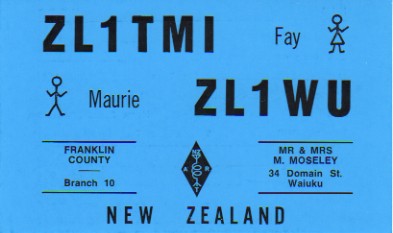 ZL1TMI Fay
Maurie ZL1WU
FRANKLIN
COUNTY
Branch 10
MR & MRS
M. MOSELEY
34 Domain St.
Waiuku
NEW ZEALAND